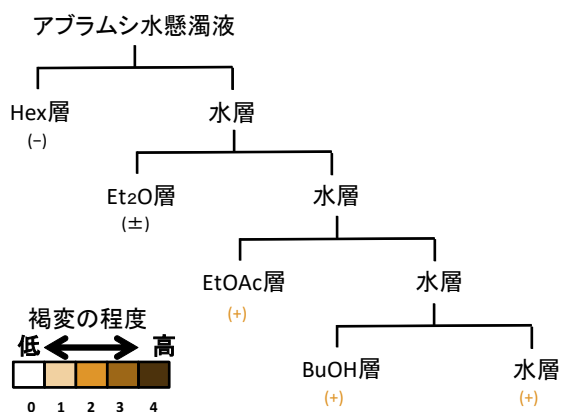 アブラムシ水懸濁液
Hex層 水層
(−)
Et2O層 水層
(±)
EtOAc層 水層
(+)
褐変の程度
低 高
BuOH層 水層
(+) (+)
0 1 2 3 4